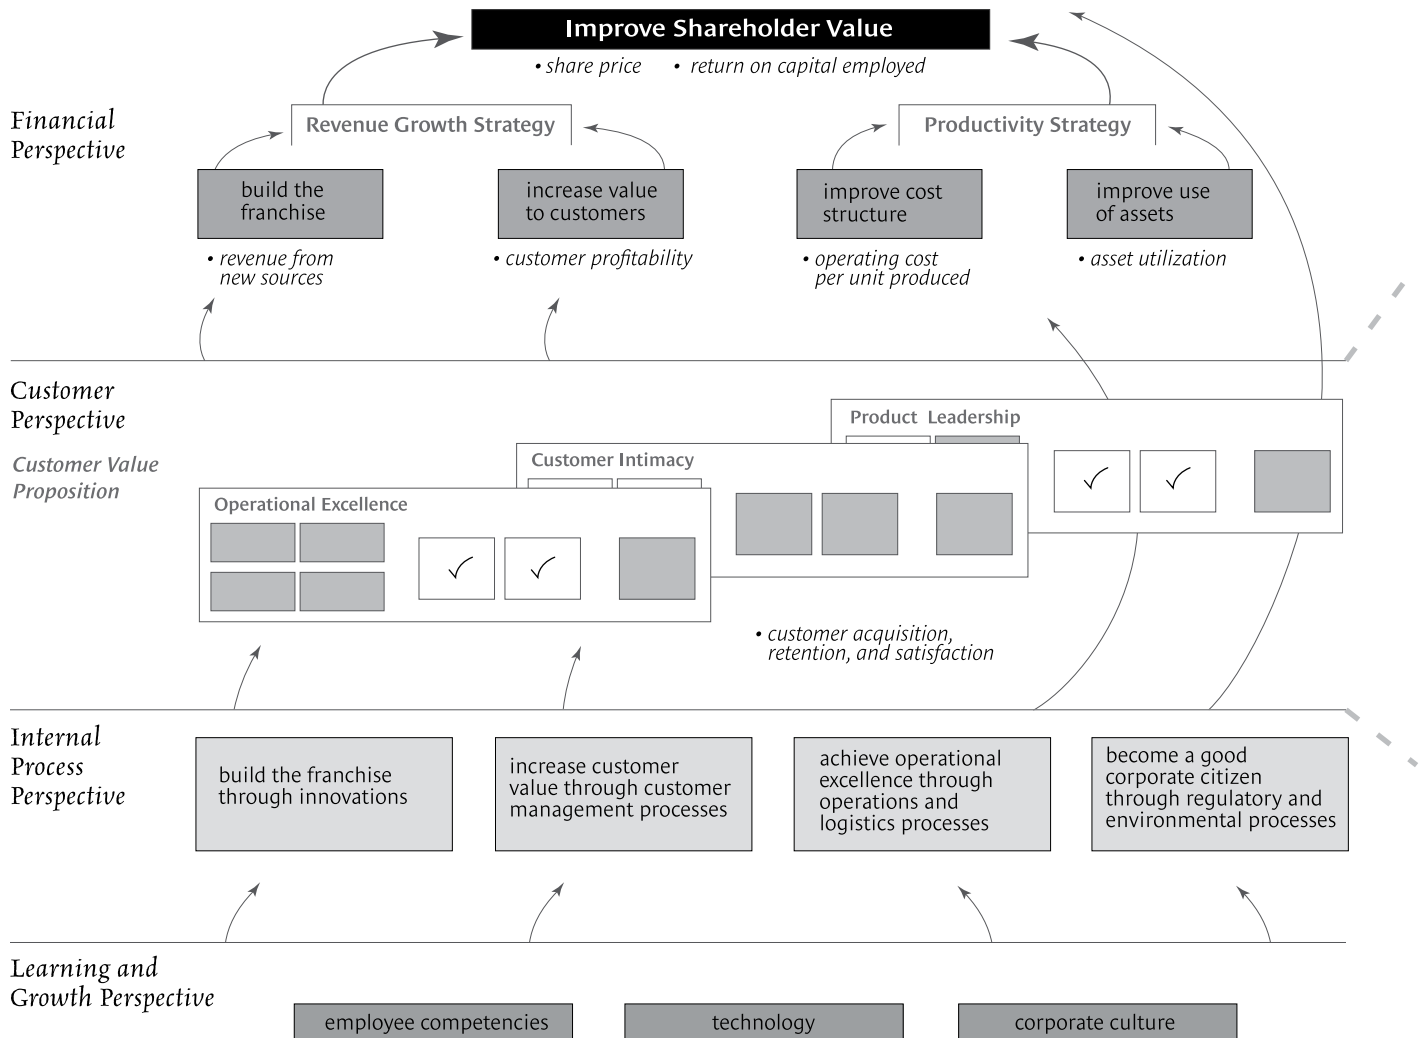 Improve Shareholder Value
• share price • return on capital employed
Financial
Perspective
Revenue Growth Strategy
Productivity Strategy
build the
franchise
increase value
to customers
improve cost
structure
improve use
of assets
• revenue from
new sources
• customer profitability
• operating cost
per unit produced
• asset utilization
Customer
Perspective
Customer Value
Proposition
Product Leadership
Customer Intimacy
Operational Excellence
• customer acquisition,
retention, and satisfaction
Internal
Process
Perspective
build the franchise
through innovations
increase customer
value through customer
management processes
achieve operational
excellence through
operations and
logistics processes
become a good
corporate citizen
through regulatory and
environmental processes
Learning and
Growth Perspective
employee competencies
technology
corporate culture